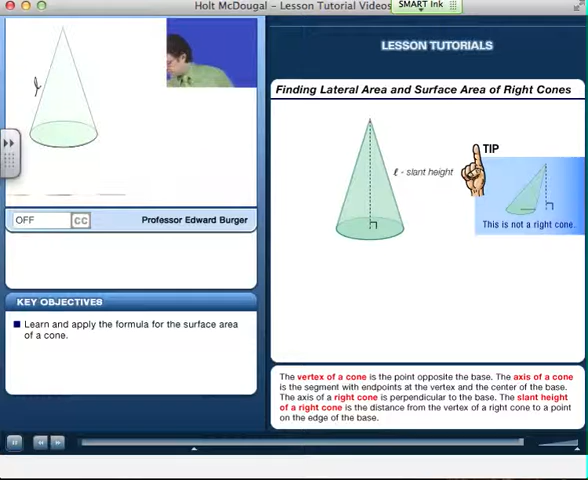 Holt McDougal - Lesson Tutorial Videos
SMART Ink
LESSON TUTORIALS
Finding Lateral Area and Surface Area of Right Cones
ℓ
ℓ - slant height
TIP
This is not a right cone.
OFF
cc
Professor Edward Burger
KEY OBJECTIVES
Learn and apply the formula for the surface area
of a cone.
The vertex of a cone is the point opposite the base. The axis of a cone
is the segment with endpoints at the vertex and the center of the base.
The axis of a right cone is perpendicular to the base. The slant height
of a right cone is the distance from the vertex of a right cone to a point
on the edge of the base.